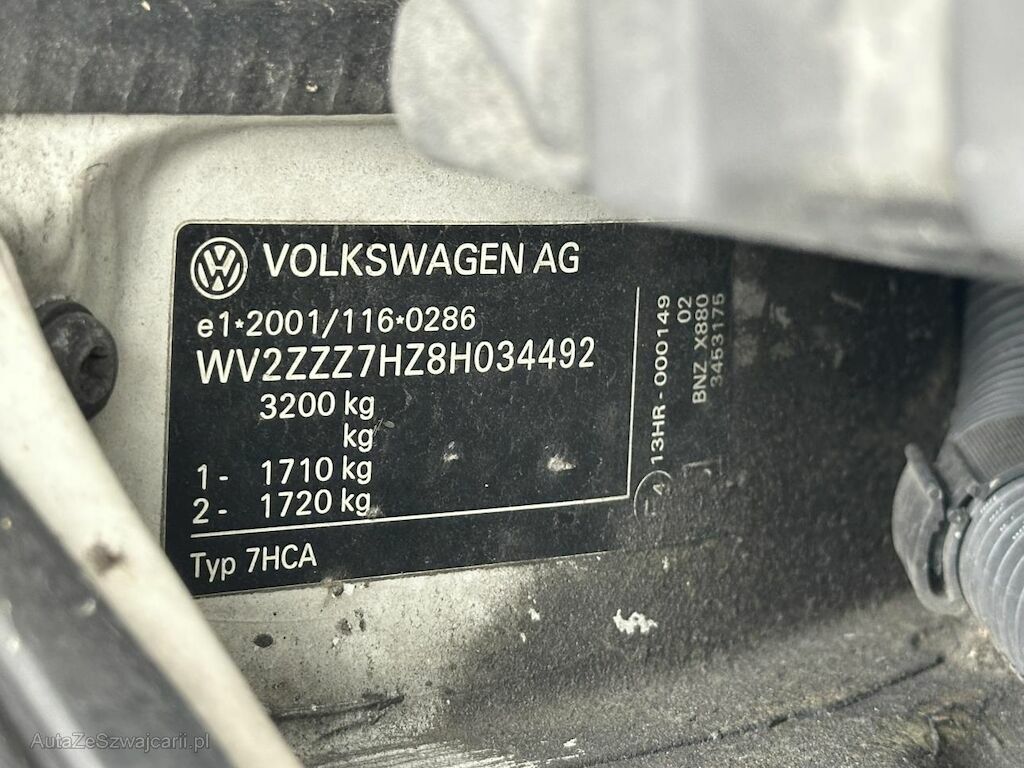 VOLKSWAGEN AG
e1*2001/116*0286
WV2ZZZ7HZ8H034492
3200 kg
kg
1- 1710 kg
2- 1720 kg
Typ 7HCA
13HR-000149
02
BNZ X880
3453175
AutaZeSzwajcarii.pl